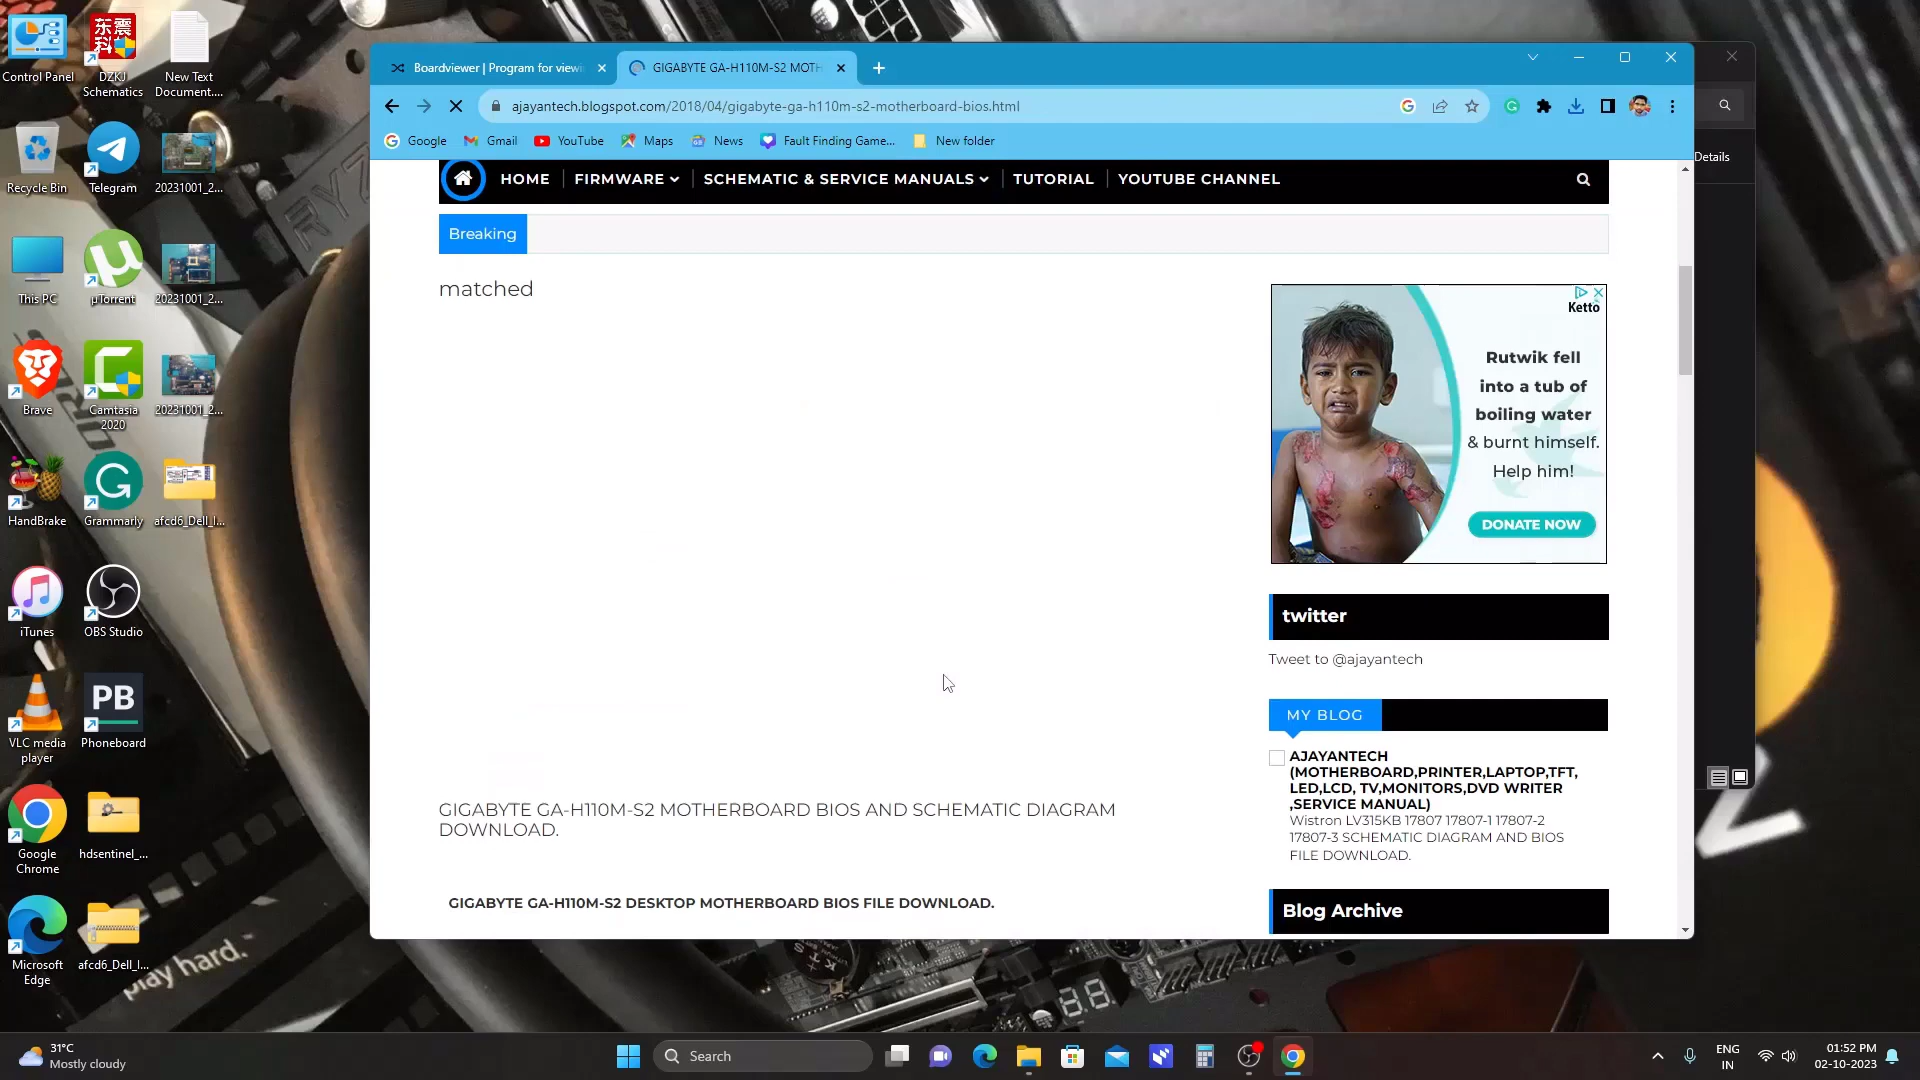 Control Panel
DZKJ
Schematics
New Text
Document....
东震
科
Recycle Bin
Telegram
20231001_2...
This PC
µTorrent
20231001_2...
Brave
Camtasia
2020
20231001_2...
HandBrake
Grammarly
afcd6_Dell_I...
iTunes
OBS Studio
VLC media
player
PB
Phoneboard
Google
Chrome
hdsentinel_...
Microsoft
Edge
afcd6_Dell_I...
play hard.
Boardviewer | Program for viewi
GIGABYTE GA-H110M-S2 MOTH
ajayantech.blogspot.com/2018/04/gigabyte-ga-h110m-s2-motherboard-bios.html
Google
Gmail
YouTube
Maps
News
Fault Finding Game...
New folder
Details
HOME
FIRMWARE
SCHEMATIC & SERVICE MANUALS
TUTORIAL
YOUTUBE CHANNEL
Breaking
matched
Ketto
Rutwik fell
into a tub of
boiling water
& burnt himself.
Help him!
DONATE NOW
twitter
Tweet to @ajayantech
MY BLOG
AJAYANTECH
(MOTHERBOARD,PRINTER,LAPTOP,TFT,
LED,LCD, TV,MONITORS,DVD WRITER
,SERVICE MANUAL)
Wistron LV315KB 17807 17807-1 17807-2
17807-3 SCHEMATIC DIAGRAM AND BIOS
FILE DOWNLOAD.
Blog Archive
GIGABYTE GA-H110M-S2 MOTHERBOARD BIOS AND SCHEMATIC DIAGRAM
DOWNLOAD.
GIGABYTE GA-H110M-S2 DESKTOP MOTHERBOARD BIOS FILE DOWNLOAD.
31°C
Mostly cloudy
Search
ENG
IN
01:52 PM
02-10-2023